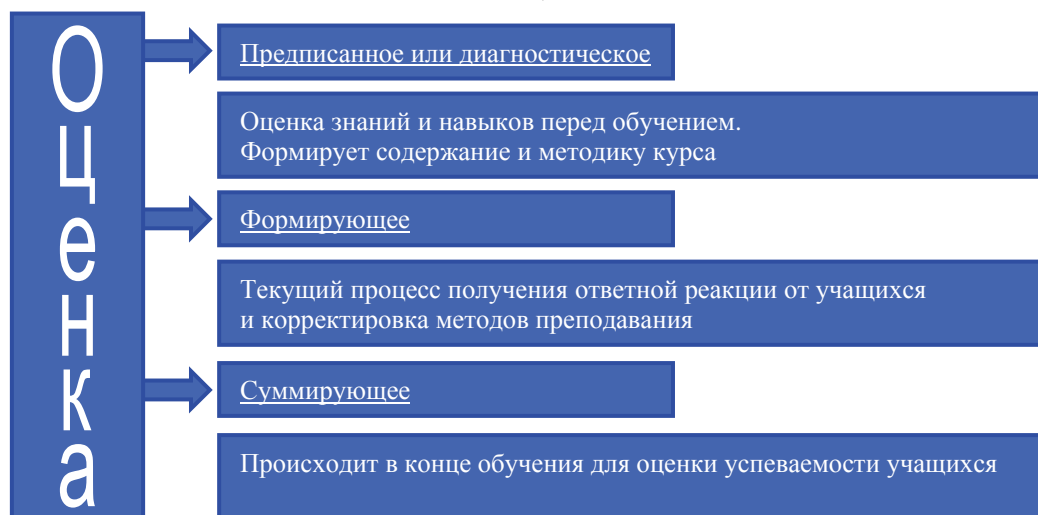 Оценка
Предписанное или диагностическое
Оценка знаний и навыков перед обучением.
Формирует содержание и методику курса
Формирующее
Текущий процесс получения ответной реакции от учащихся
и корректировка методов преподавания
Суммирующее
Происходит в конце обучения для оценки успеваемости учащихся